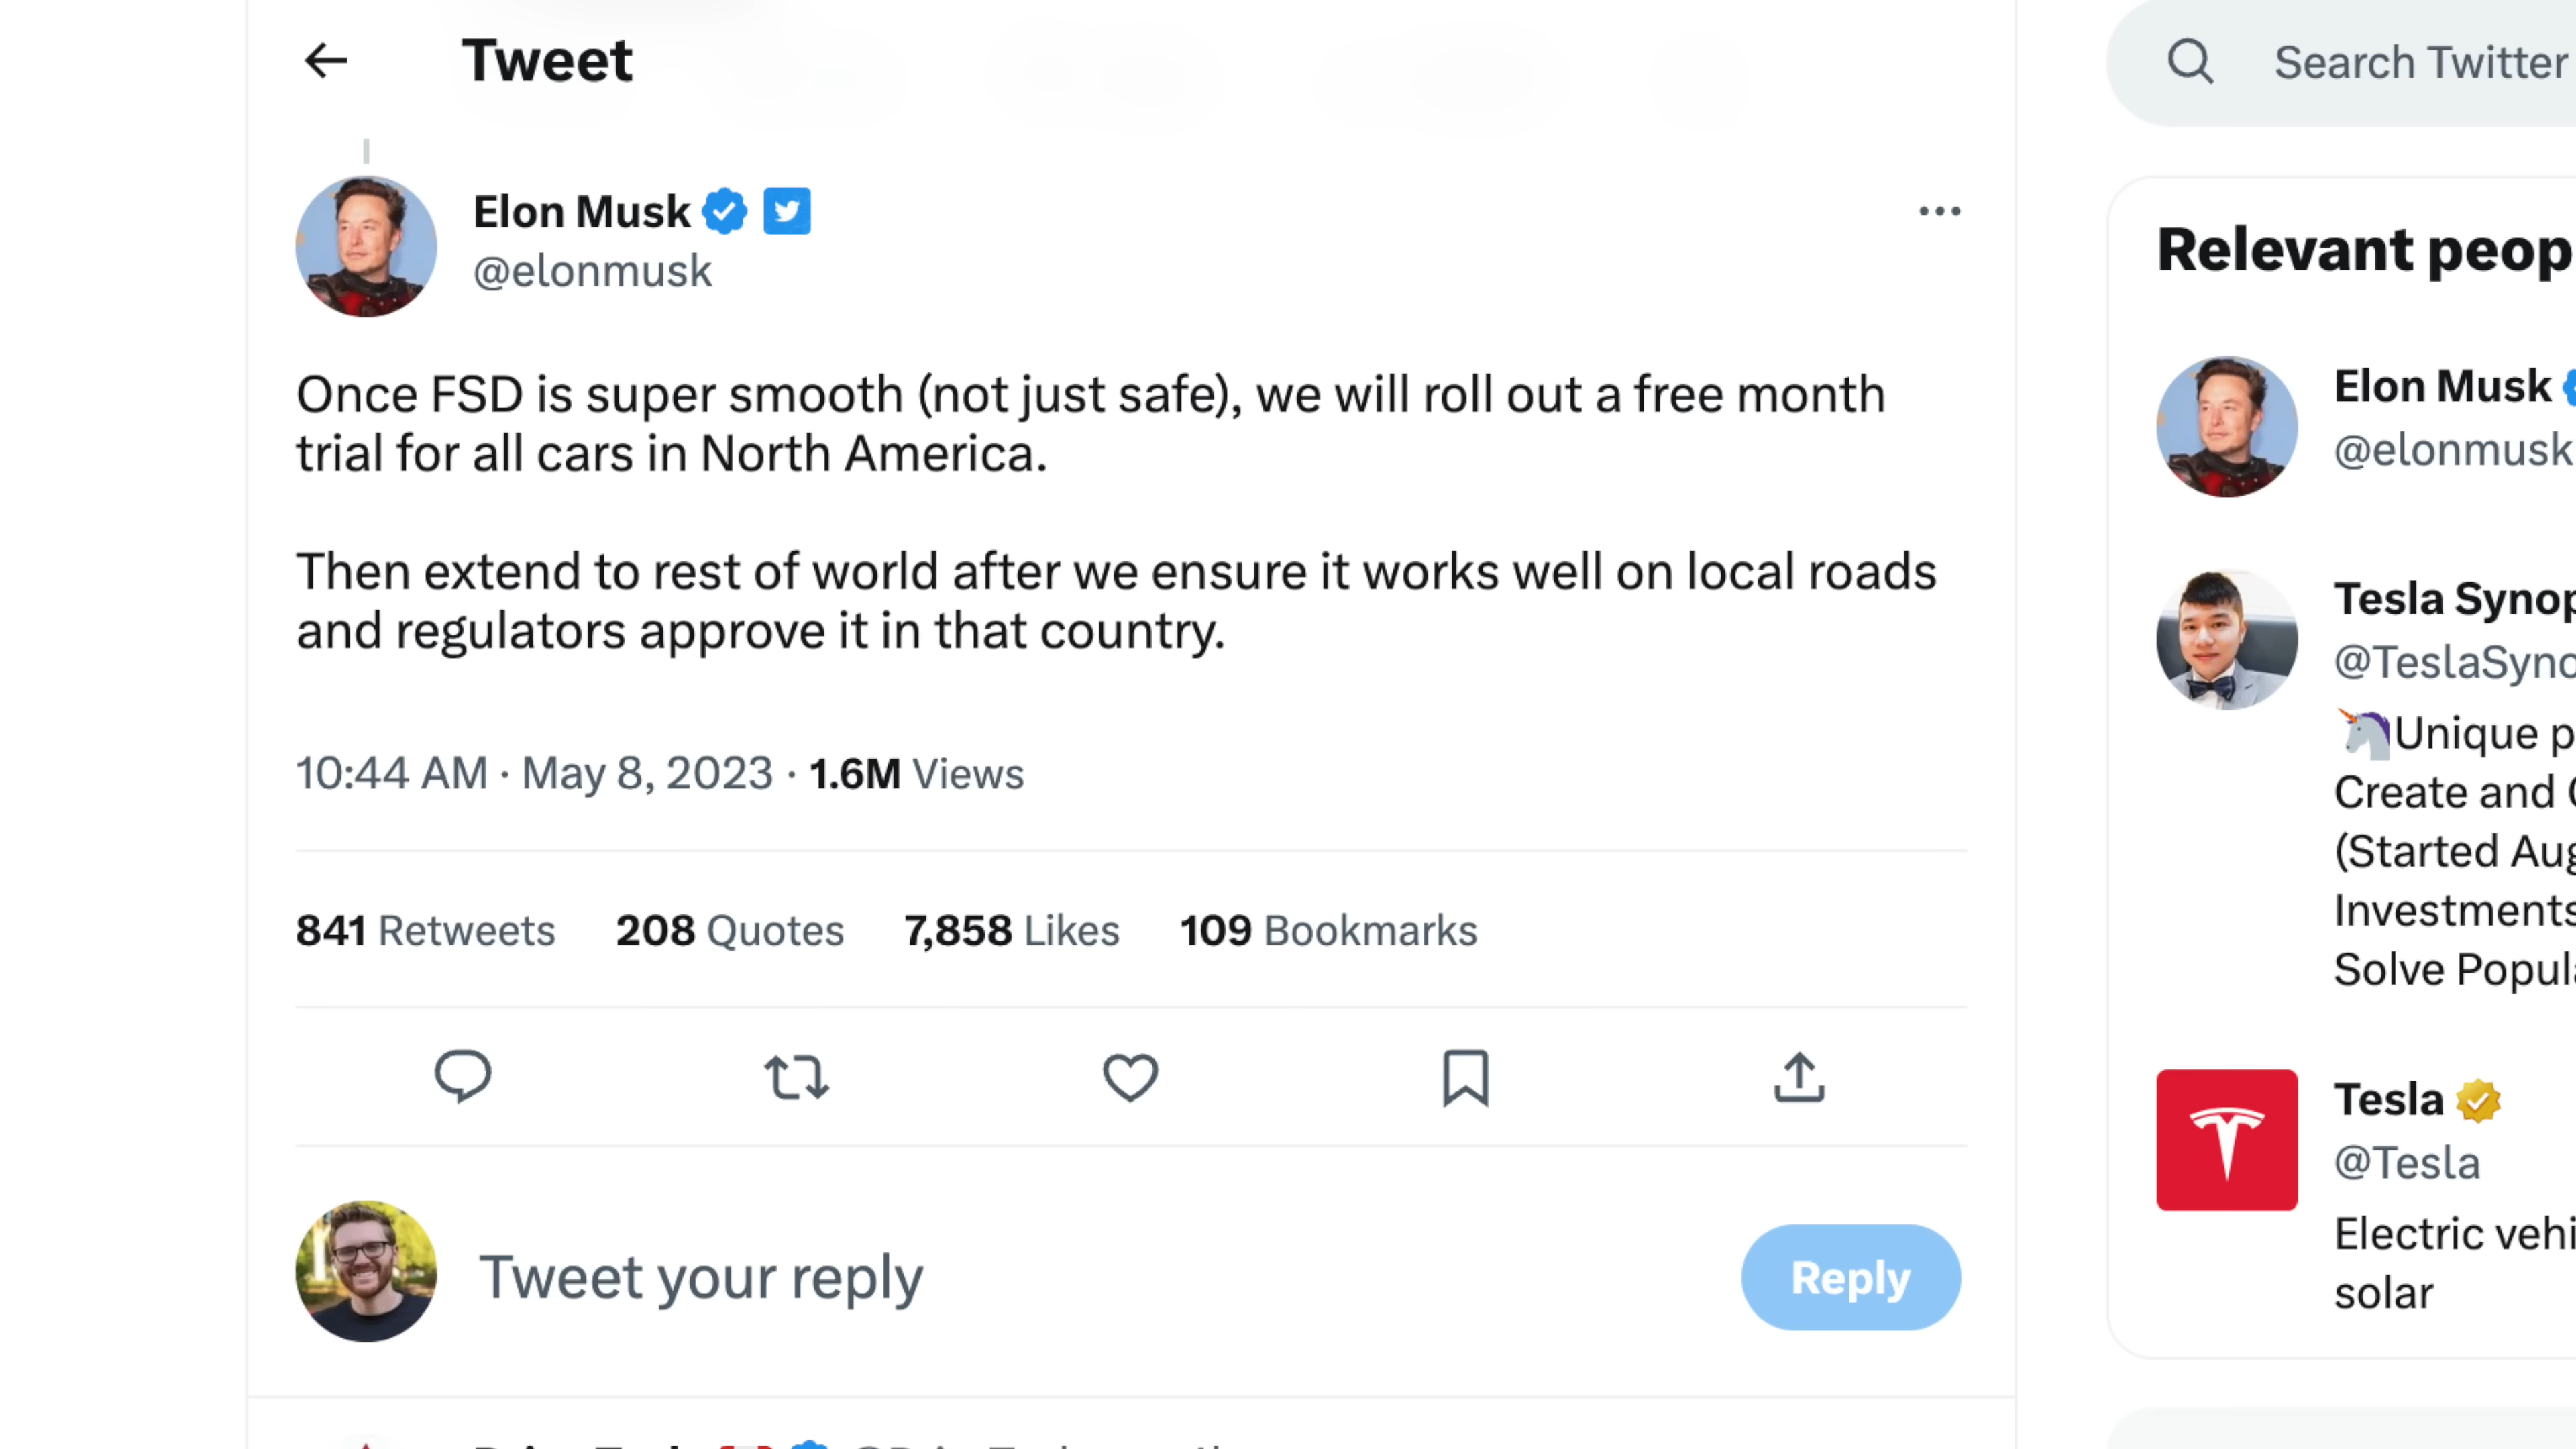 Tweet
Elon Musk
@elonmusk
Once FSD is super smooth (not just safe), we will roll out a free month
trial for all cars in North America.
Then extend to rest of world after we ensure it works well on local roads
and regulators approve it in that country.
10:44 AM · May 8, 2023 · 1.6M Views
841 Retweets 208 Quotes 7,858 Likes 109 Bookmarks
Tweet your reply
Reply
Search Twitter
Relevant peop
Elon Musk
@elonmusk
Tesla Synop
@TeslaSyno
🦄Unique p
Create and
(Started Aug
Investments
Solve Popula
Tesla
@Tesla
Electric vehi
solar